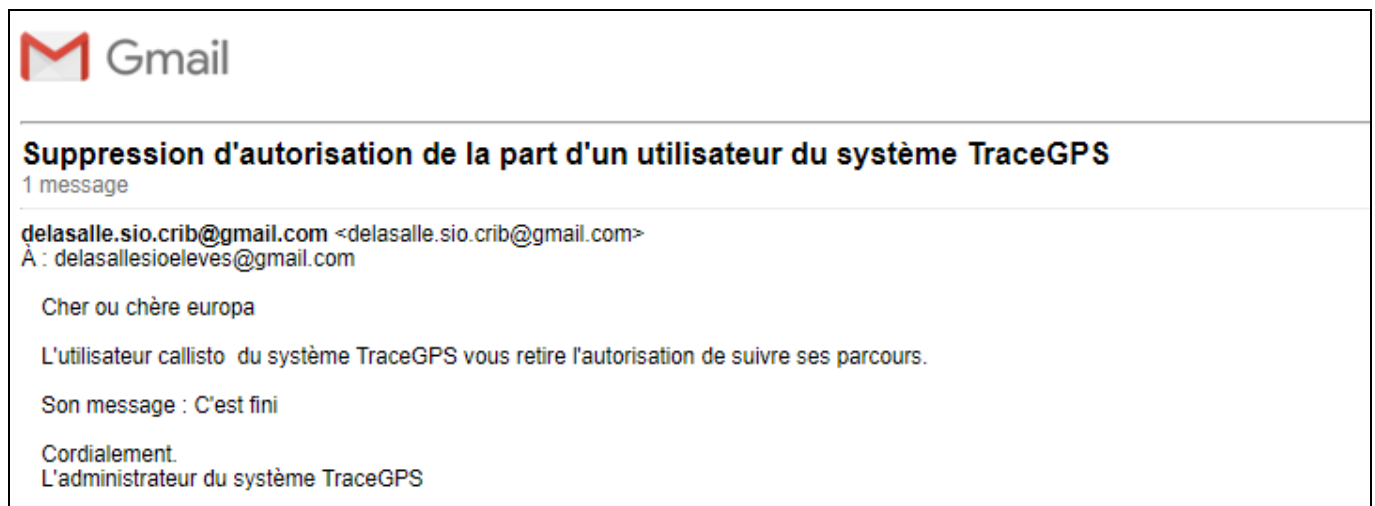 Gmail
Suppression d'autorisation de la part d'un utilisateur du système TraceGPS
1 message
delasalle.sio.crib@gmail.com <delasalle.sio.crib@gmail.com>
À : delasallesioeleves@gmail.com
Cher ou chère europa
L'utilisateur callisto  du système TraceGPS vous retire l'autorisation de suivre ses parcours.
Son message : C'est fini
Cordialement.
L'administrateur du système TraceGPS